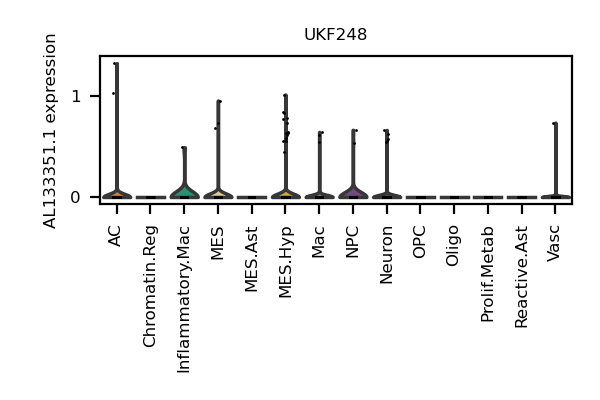 UKF248
AL133351.1 expression
1
0
AC
Chromatin.Reg
Inflammatory.Mac
MES
MES.Ast
MES.Hyp
Mac
NPC
Neuron
OPC
Oligo
Prolif.Metab
Reactive.Ast
Vasc